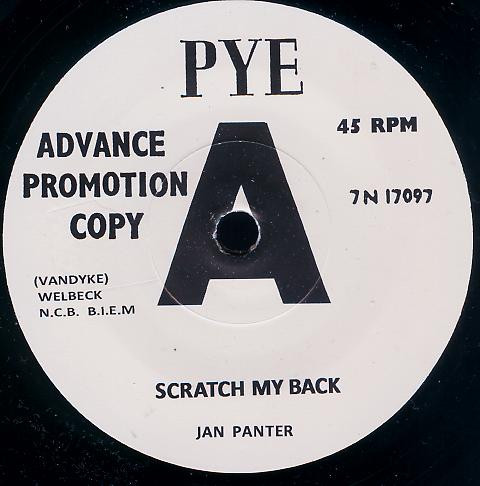 PYE
45 RPM
ADVANCE
PROMOTION
COPY
A
7N 17097
(VANDYKE)
WELBECK
N.C.B. B.I.E.M
SCRATCH MY BACK
JAN PANTER